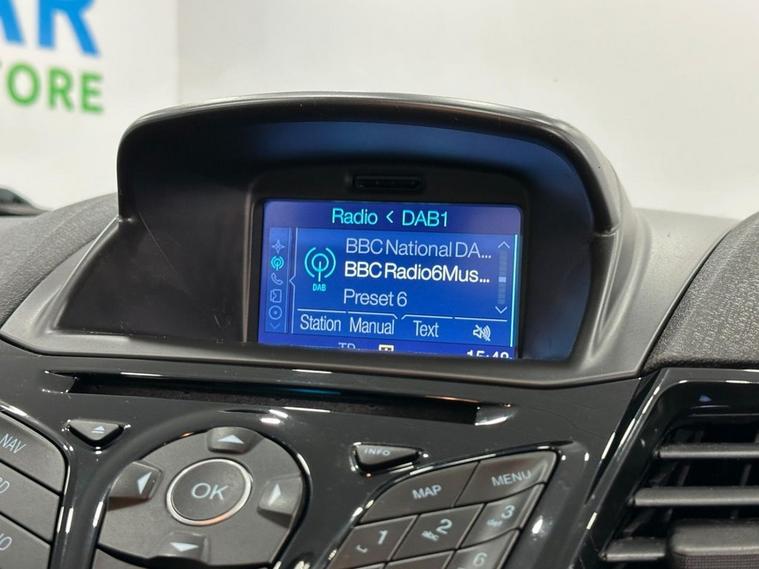 AR
TORE
Radio < DAB1
BBC National DA...
BBC Radio6Mus...
Preset 6
Station Manual Text
DAB
NAV
INFO
OK
MAP
MENU
1
2
3
6